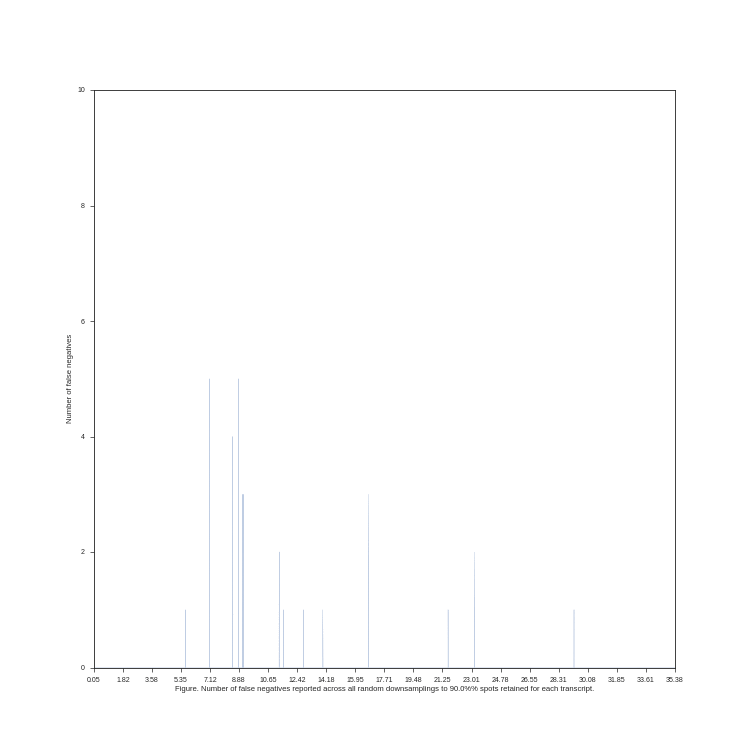 10
8
6
4
2
0
Number of false negatives
0.05 1.82 3.58 5.35 7.12 8.88 10.65 12.42 14.18 15.95 17.71 19.48 21.25 23.01 24.78 26.55 28.31 30.08 31.85 33.61 35.38
Figure. Number of false negatives reported across all random downsamplings to 90.0%% spots retained for each transcript.